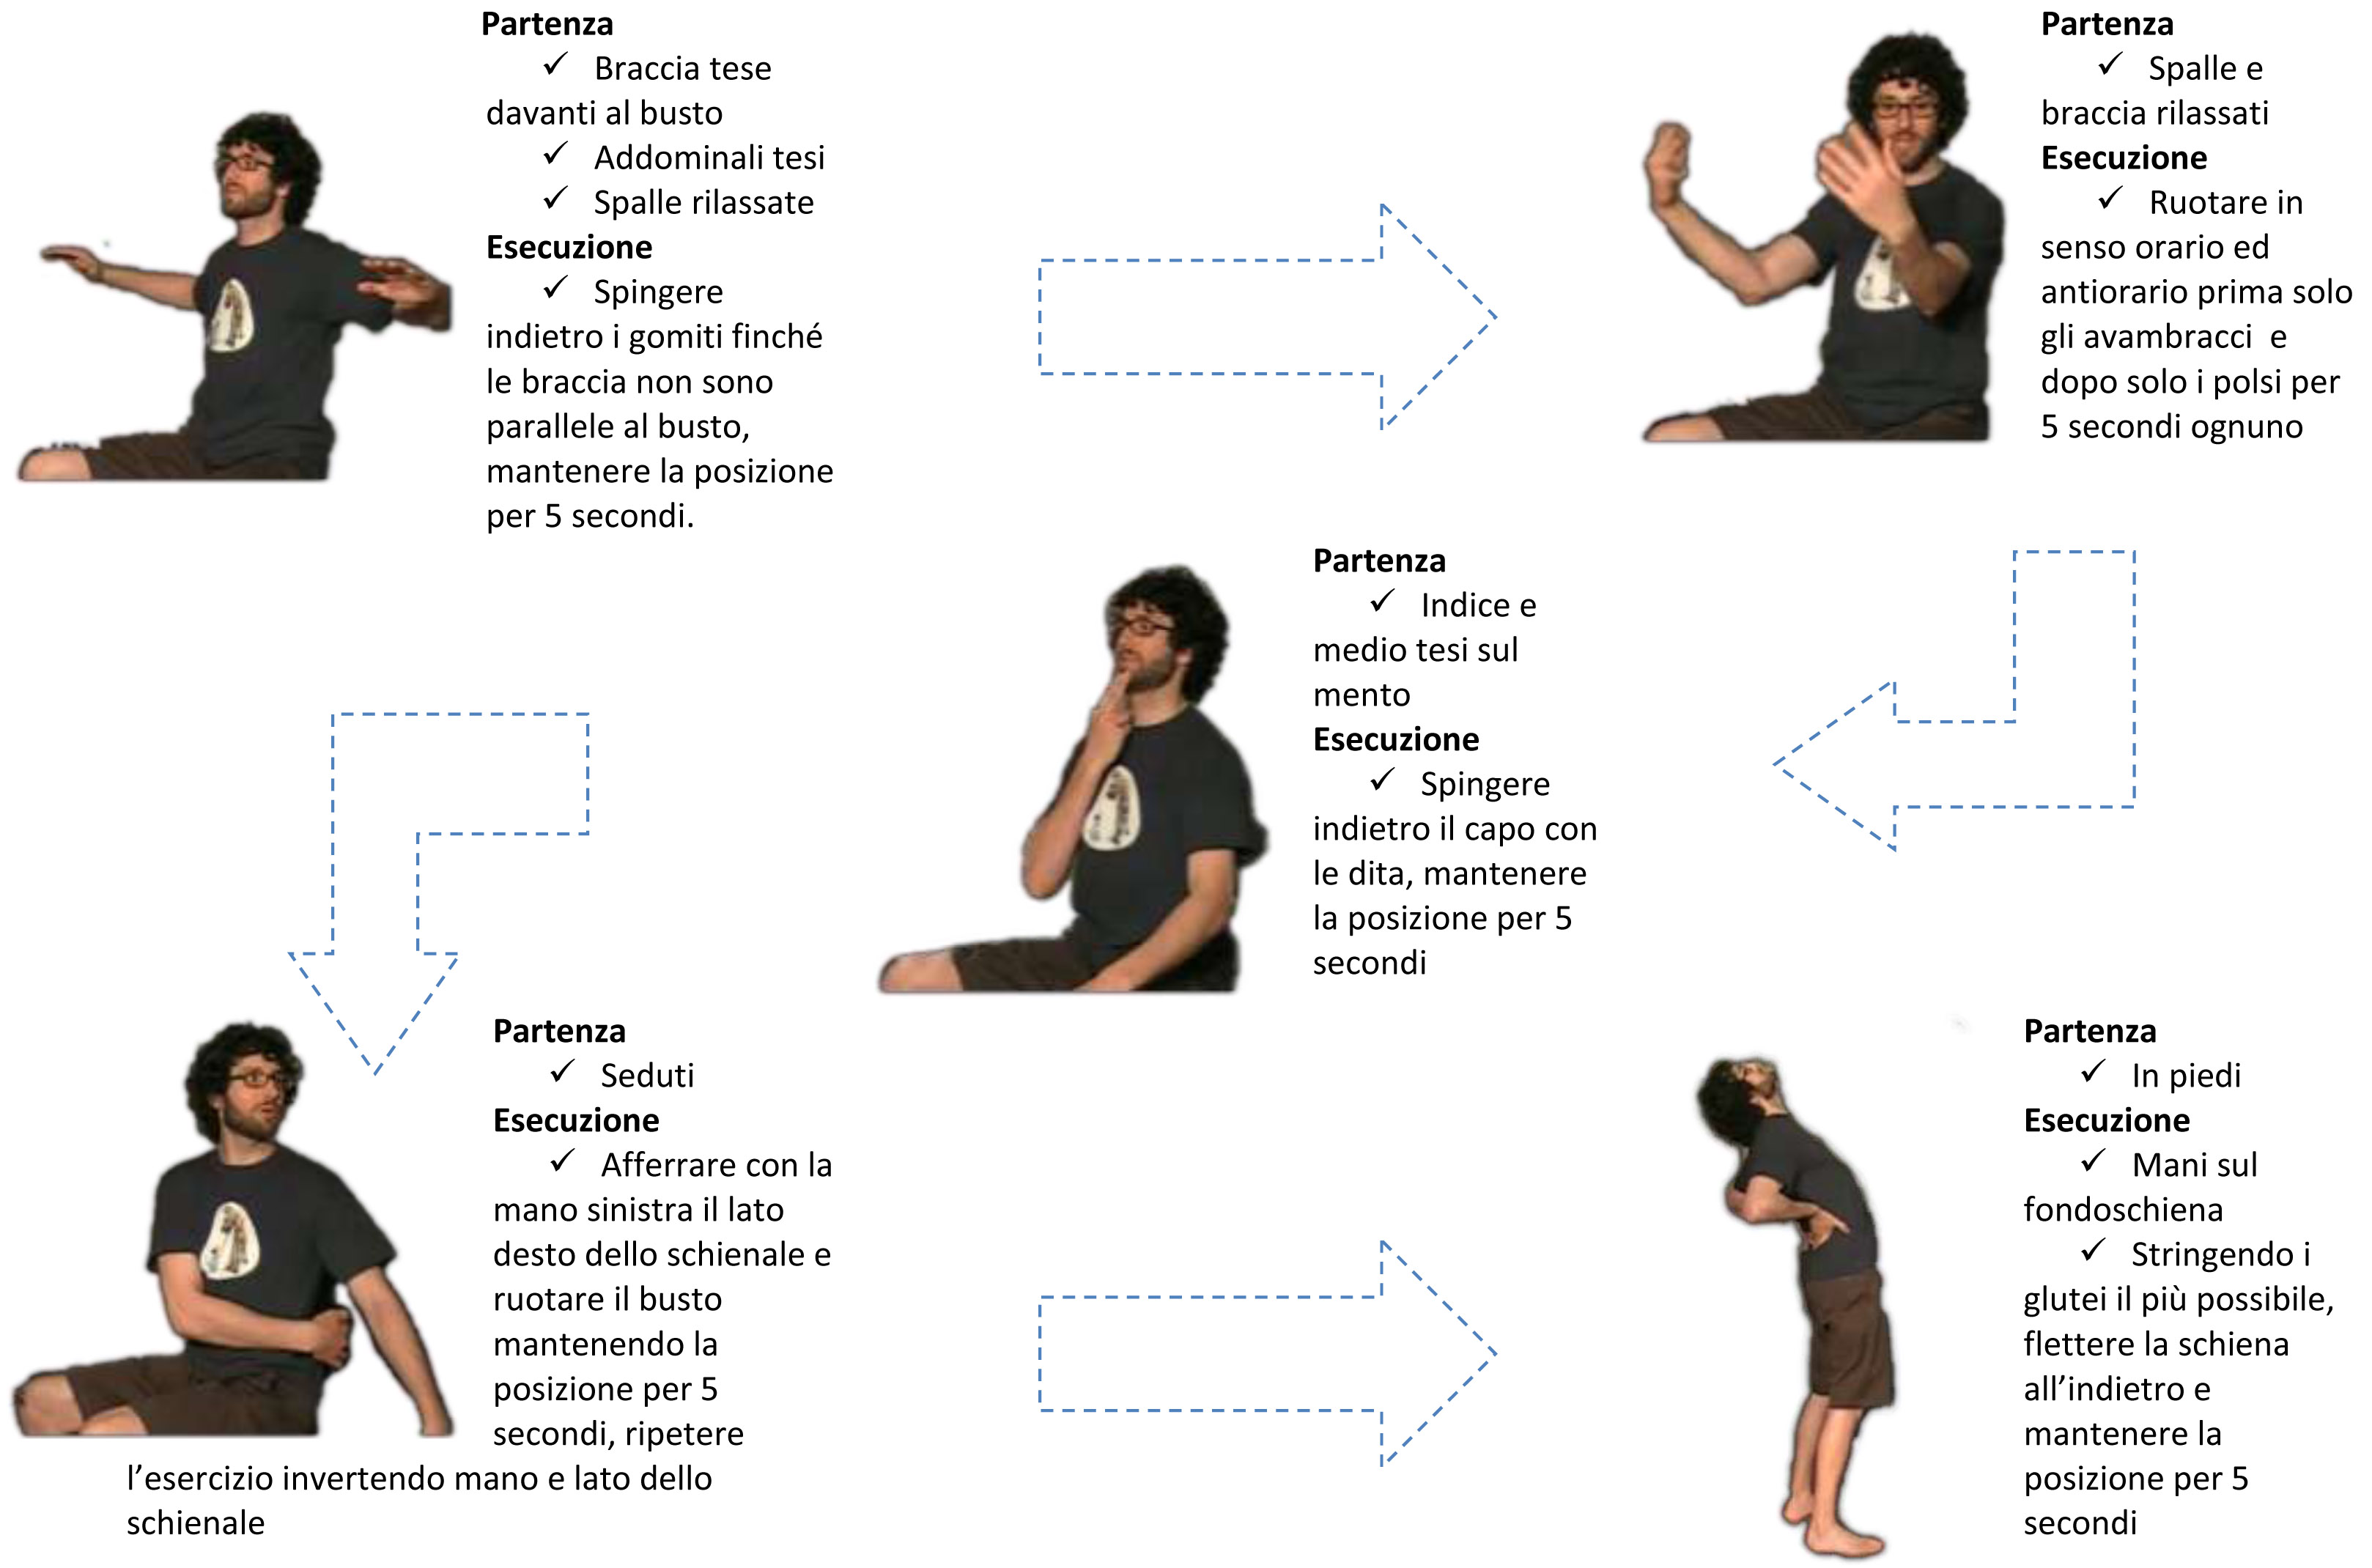 Partenza
✓ Braccia tese
davanti al busto
✓ Addominali tesi
✓ Spalle rilassate
Esecuzione
✓ Spingere
indietro i gomiti finché
le braccia non sono
parallele al busto,
mantenere la posizione
per 5 secondi.
Partenza
✓ Spalle e
braccia rilassati
Esecuzione
✓ Ruotare in
senso orario ed
antiorario prima solo
gli avambracci e
dopo solo i polsi per
5 secondi ognuno
Partenza
✓ Indice e
medio tesi sul
mento
Esecuzione
✓ Spingere
indietro il capo con
le dita, mantenere
la posizione per 5
secondi
Partenza
✓ Seduti
Esecuzione
✓ Afferrare con la
mano sinistra il lato
desto dello schienale e
ruotare il busto
mantenendo la
posizione per 5
secondi, ripetere
l’esercizio invertendo mano e lato dello
schienale
Partenza
✓ In piedi
Esecuzione
✓ Mani sul
fondoschiena
✓ Stringendo i
glutei il più possibile,
flettere la schiena
all’indietro e
mantenere la
posizione per 5
secondi